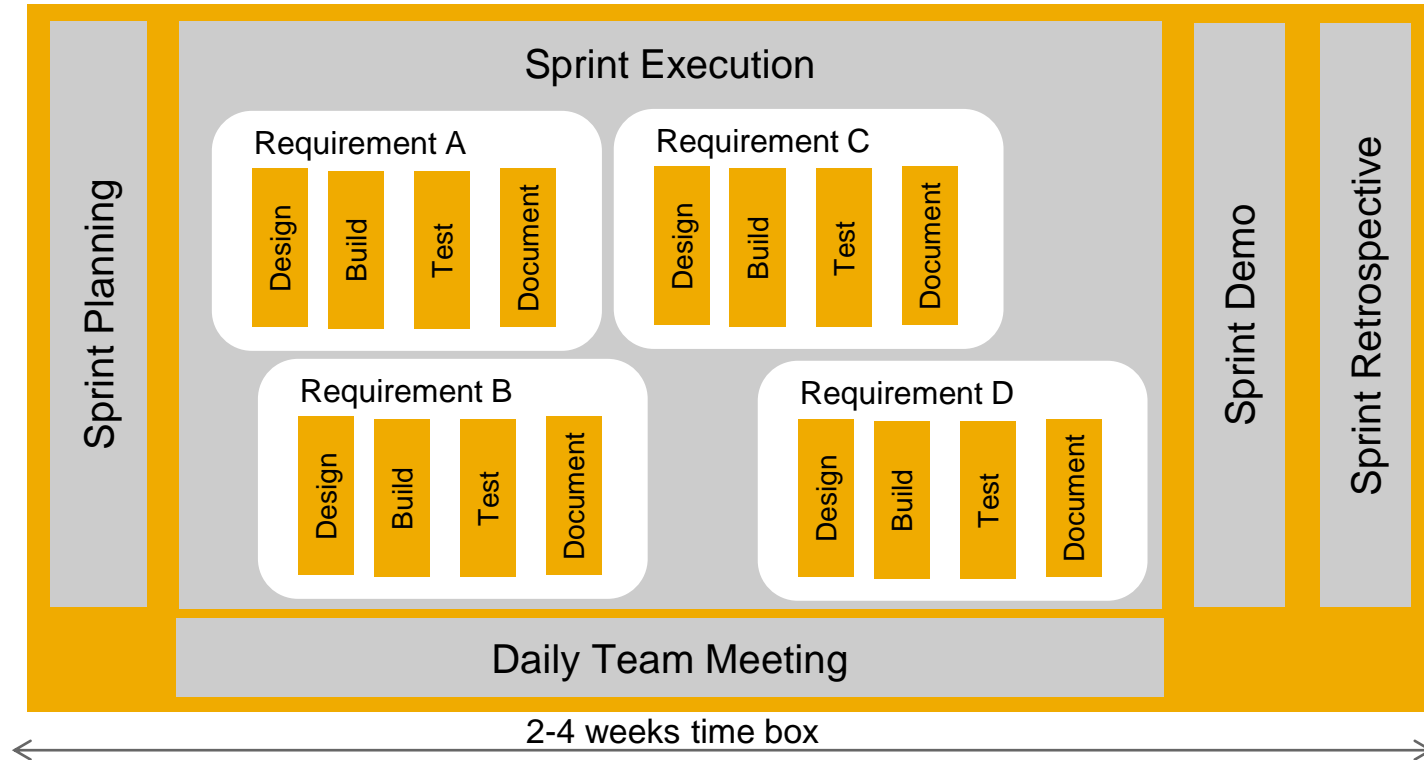 Sprint Planning
Sprint Execution
Requirement A
Design
Build
Test
Document
Requirement C
Design
Build
Test
Document
Requirement B
Design
Build
Test
Document
Requirement D
Design
Build
Test
Document
Daily Team Meeting
Sprint Demo
Sprint Retrospective
2-4 weeks time box